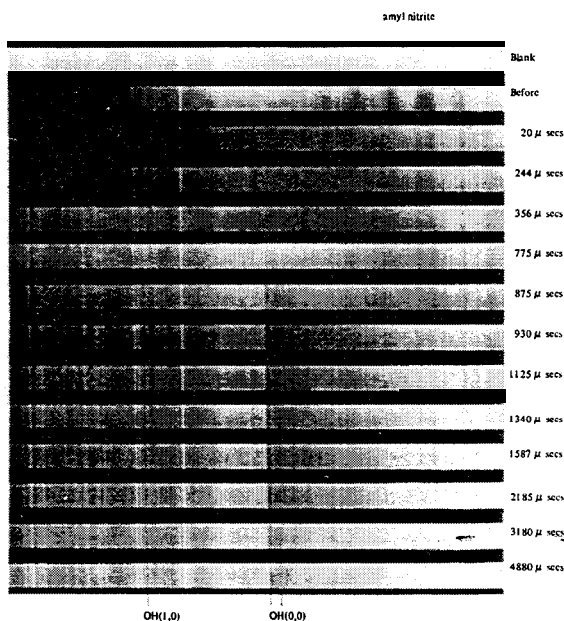 amyl nitrite
Blank
Before
20 μ secs
244 μ secs
356 μ secs
775 μ secs
875 μ secs
930 μ secs
1125 μ secs
1340 μ secs
1587 μ secs
2185 μ secs
3180 μ secs
4880 μ secs
OH(1,0) OH(0,0)